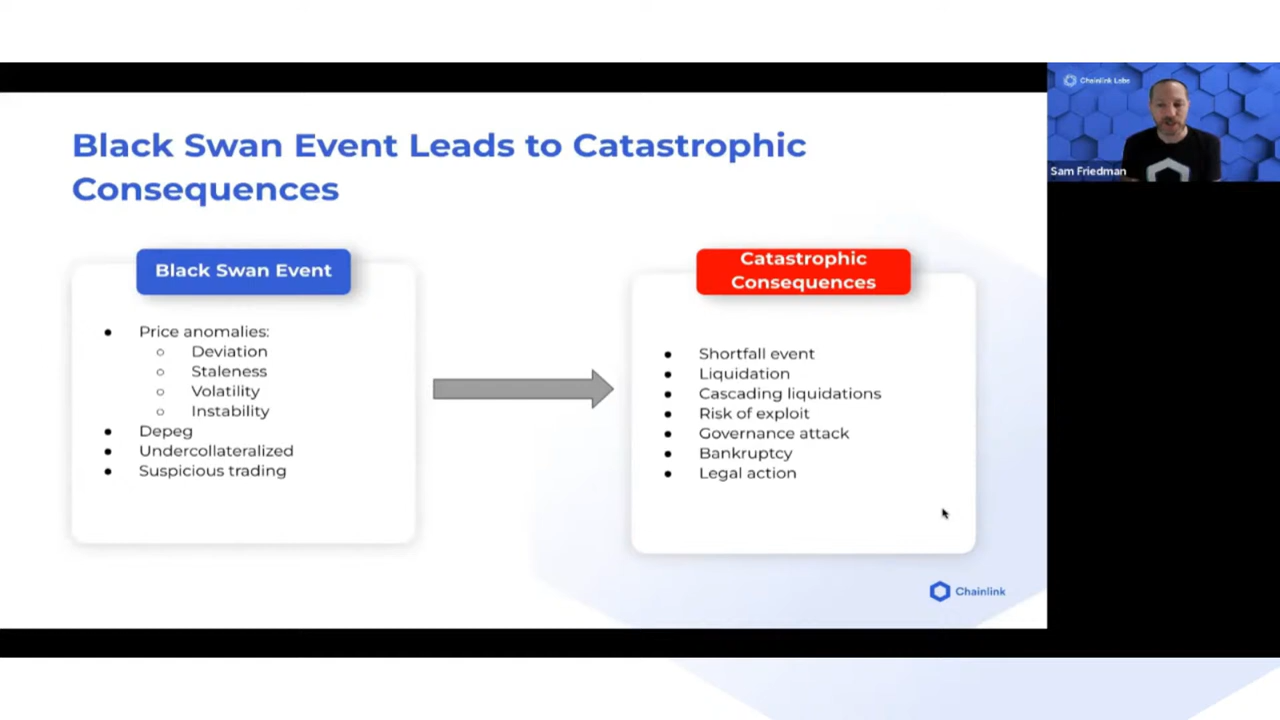 Black Swan Event Leads to Catastrophic
Consequences
Black Swan Event
Price anomalies:
Deviation
Staleness
Volatility
Instability
Depeg
Undercollateralized
Suspicious trading
Catastrophic
Consequences
Shortfall event
Liquidation
Cascading liquidations
Risk of exploit
Governance attack
Bankruptcy
Legal action
Chainlink
Chainlink Labs
Sam Friedman